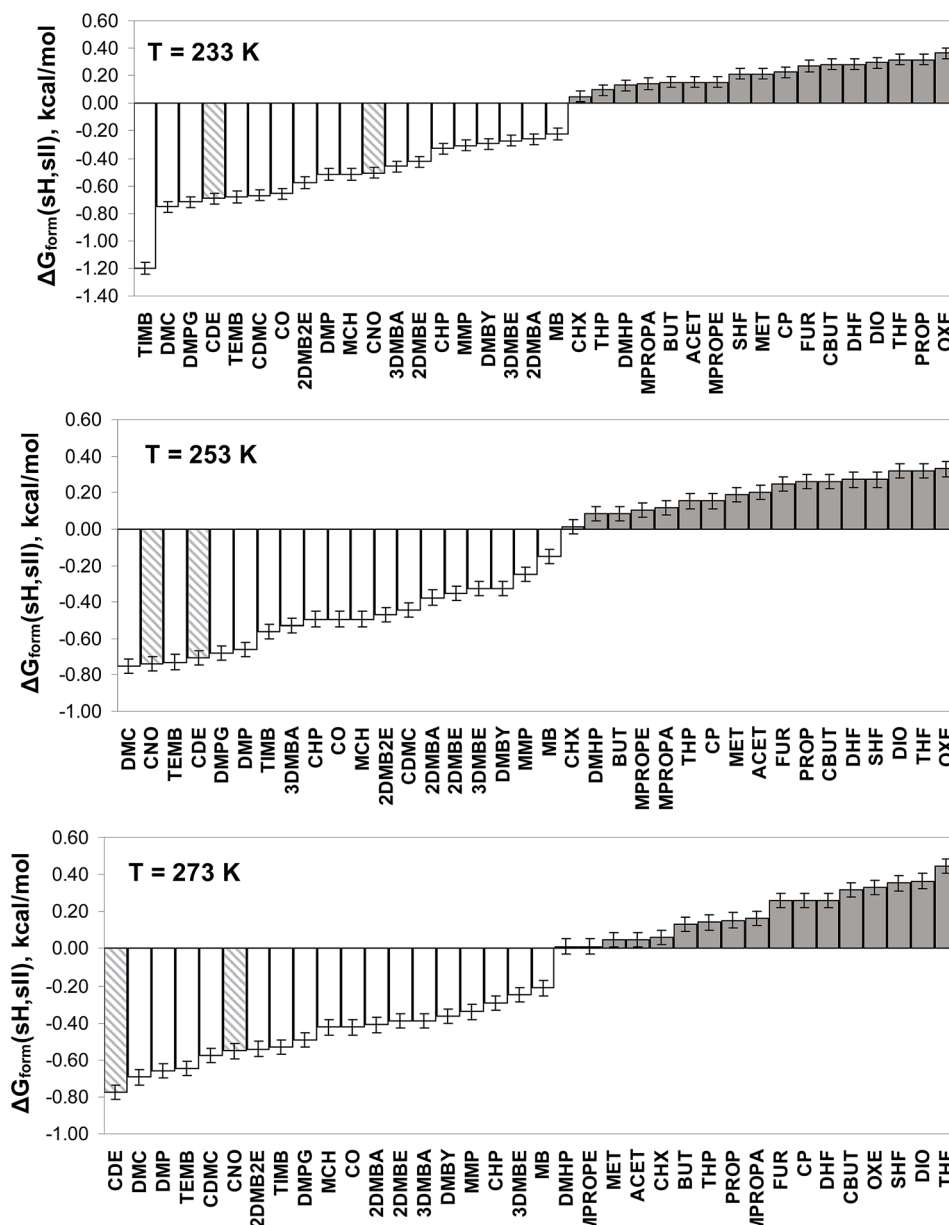 0.60
0.40
0.20
0.00
-0.20
-0.40
-0.60
-0.80
-1.00
-1.20
-1.40
ΔGform(sH,sII), kcal/mol
T = 233 K
TIMB
DMC
DMPG
CDE
TEMB
CDMC
CO
2DMB2E
DMP
MCH
CNO
3DMBA
2DMBE
CHP
MMP
DMBY
3DMBE
2DMBA
MB
CHX
THP
DMHP
MPROPA
BUT
ACET
MPROPE
SHF
MET
CP
FUR
CBUT
DHF
DIO
THF
PROP
OXE
0.60
0.40
0.20
0.00
-0.20
-0.40
-0.60
-0.80
-1.00
ΔGform(sH,sII), kcal/mol
T = 253 K
DMC
CNO
TEMB
CDE
DMPG
DMP
TIMB
3DMBA
CHP
CO
MCH
2DMB2E
CDMC
2DMBA
2DMBE
3DMBE
DMBY
MMP
MB
CHX
DMHP
BUT
MPROPE
MPROPA
THP
CP
MET
ACET
FUR
PROP
CBUT
DHF
SHF
DIO
THF
OXE
0.60
0.40
0.20
0.00
-0.20
-0.40
-0.60
-0.80
-1.00
ΔGform(sH,sII), kcal/mol
T = 273 K
CDE
DMC
DMP
TEMB
CDMC
CNO
2DMB2E
TIMB
DMPG
MCH
CO
2DMBA
2DMBE
3DMBA
DMBY
MMP
CHP
3DMBE
MB
DMHP
MPROPE
MET
ACET
CHX
BUT
THP
PROP
MPROPA
FUR
CP
DHF
CBUT
OXE
SHF
DIO
THF